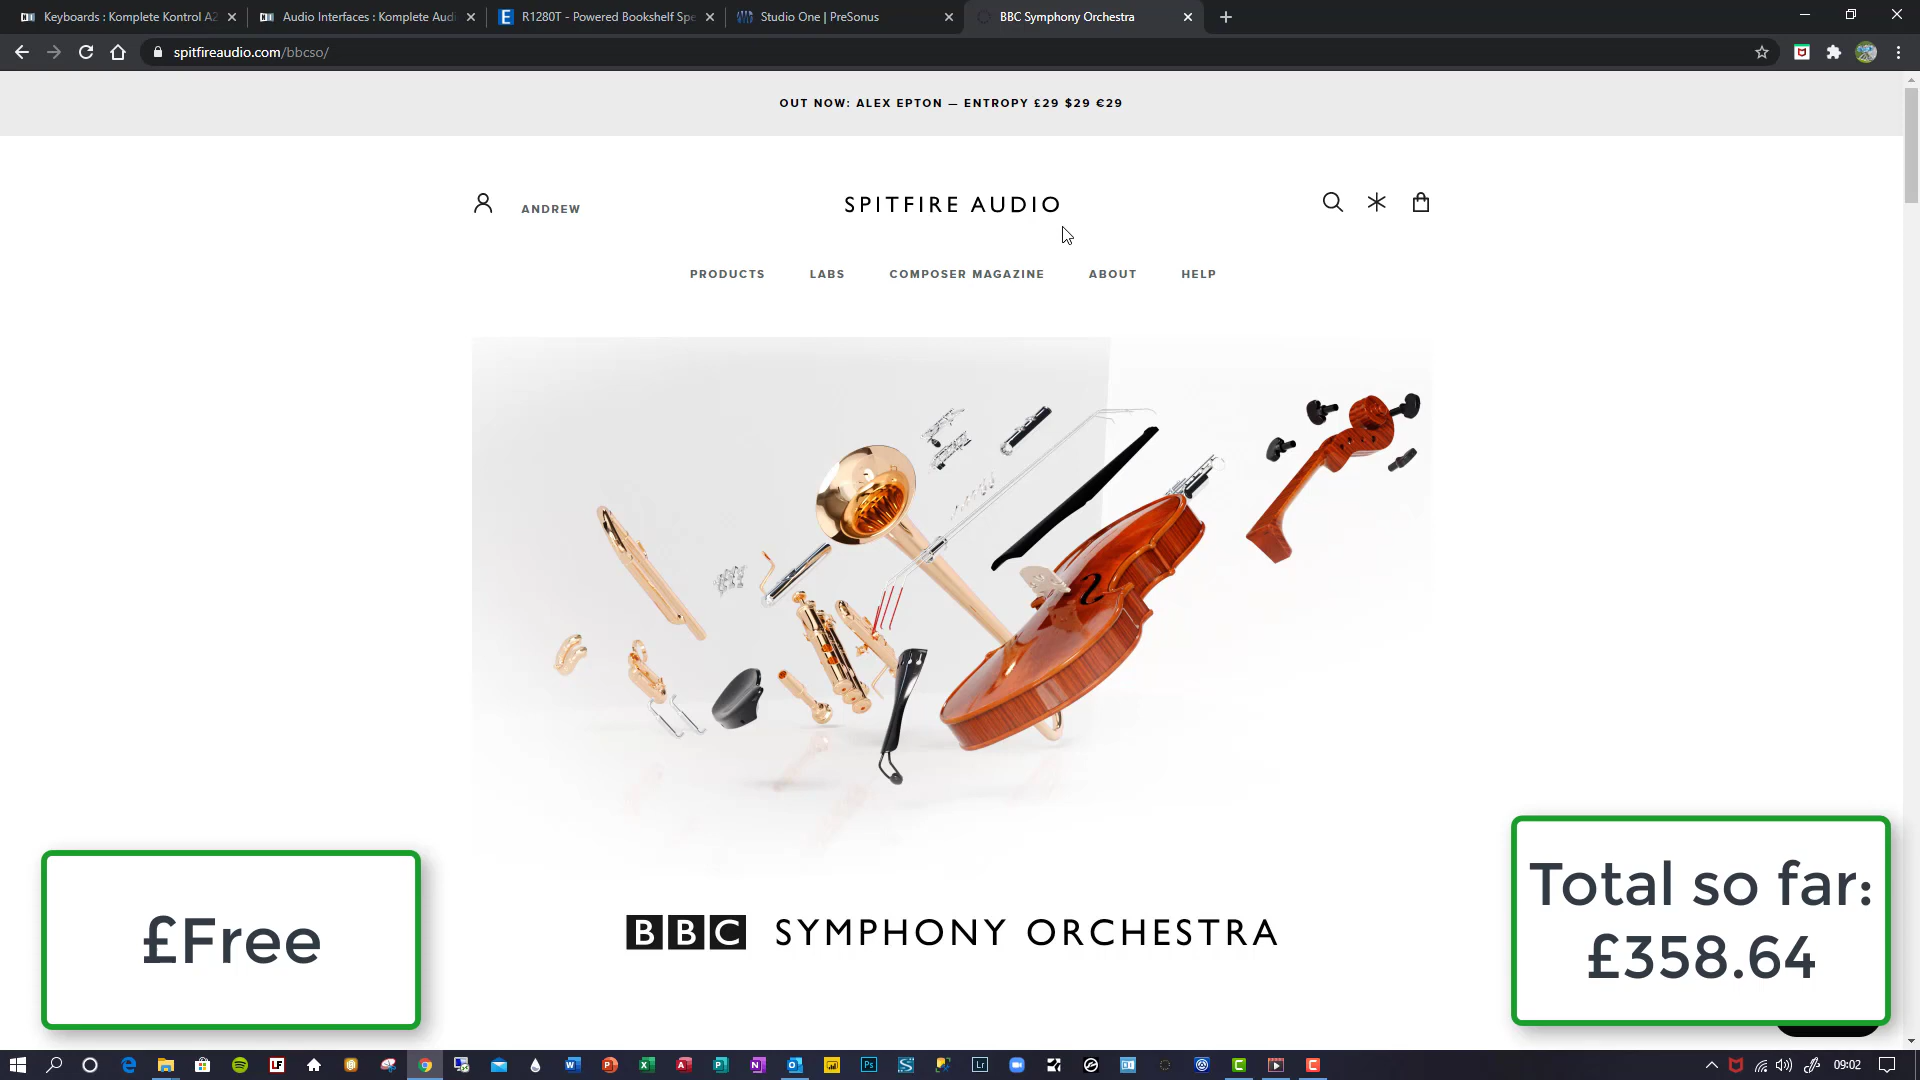 Keyboards : Komplete Kontrol A2
Audio Interfaces : Komplete Audi
R1280T - Powered Bookshelf Spe
Studio One | PreSonus
BBC Symphony Orchestra
spitfireaudio.com/bbcso/
OUT NOW: ALEX EPTON — ENTROPY £29 $29 €29
ANDREW
SPITFIRE AUDIO
PRODUCTS LABS COMPOSER MAGAZINE ABOUT HELP
BBC SYMPHONY ORCHESTRA
£Free
Total so far:
£358.64
09:02